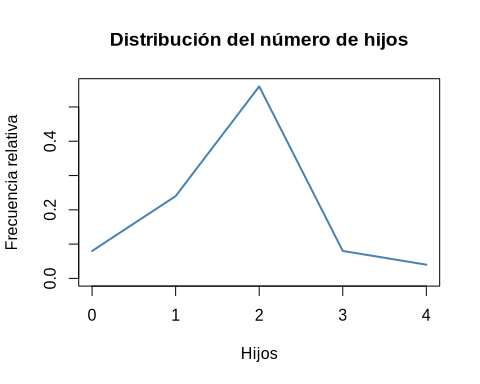 Distribución del número de hijos
Frecuencia relativa
0.4
0.2
0.0
0 1 2 3 4
Hijos